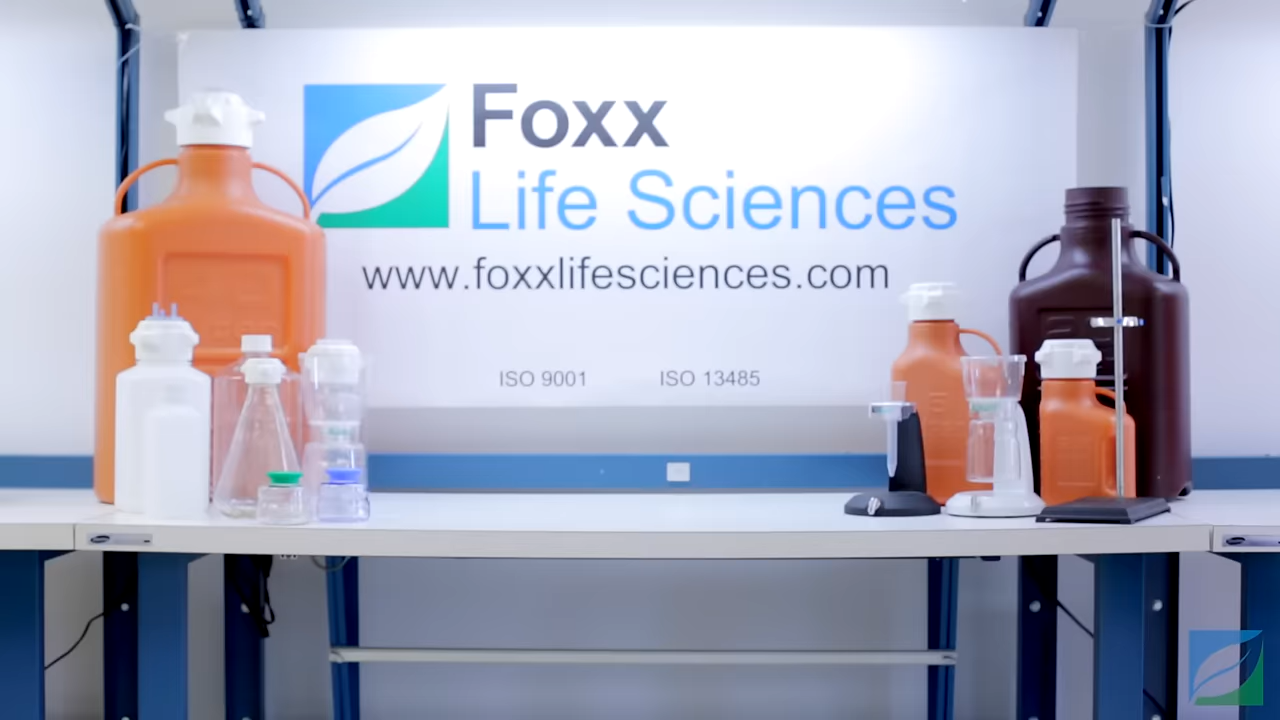 Foxx
Life Sciences
www.foxxlifesciences.com
ISO 9001
ISO 13485